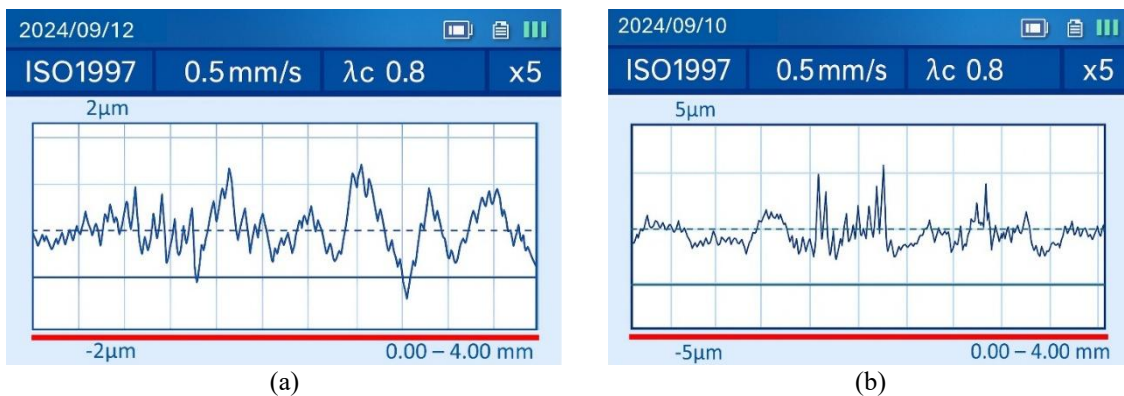 2024/09/12
ISO1997 0.5mm/s λc 0.8 x5
2µm
-2µm 0.00 – 4.00 mm
(a)
2024/09/10
ISO1997 0.5mm/s λc 0.8 x5
5µm
-5µm 0.00 – 4.00 mm
(b)